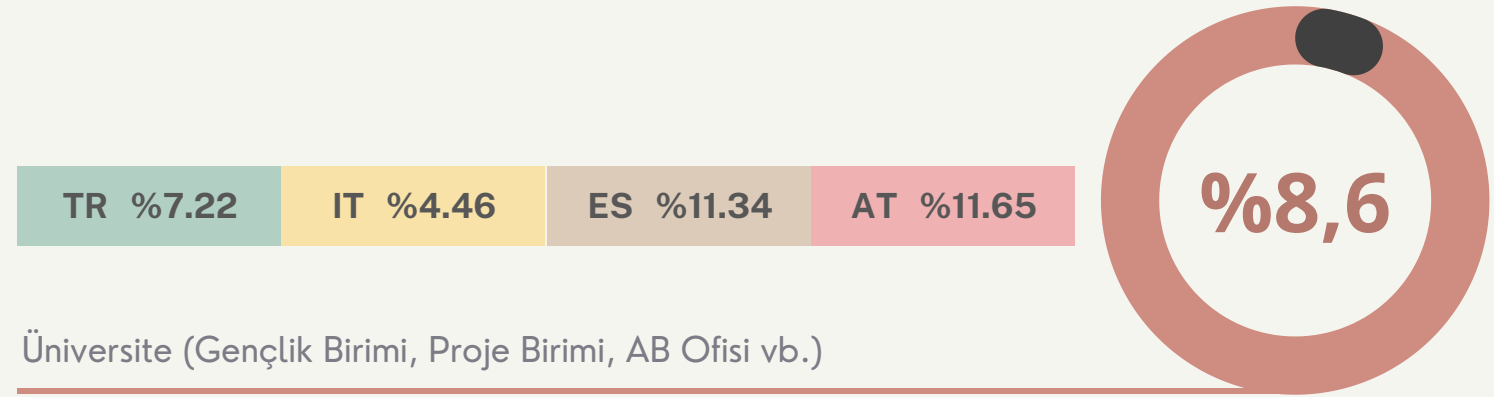 TR %7.22 IT %4.46 ES %11.34 AT %11.65
%8,6
Üniversite (Gençlik Birimi, Proje Birimi, AB Ofisi vb.)